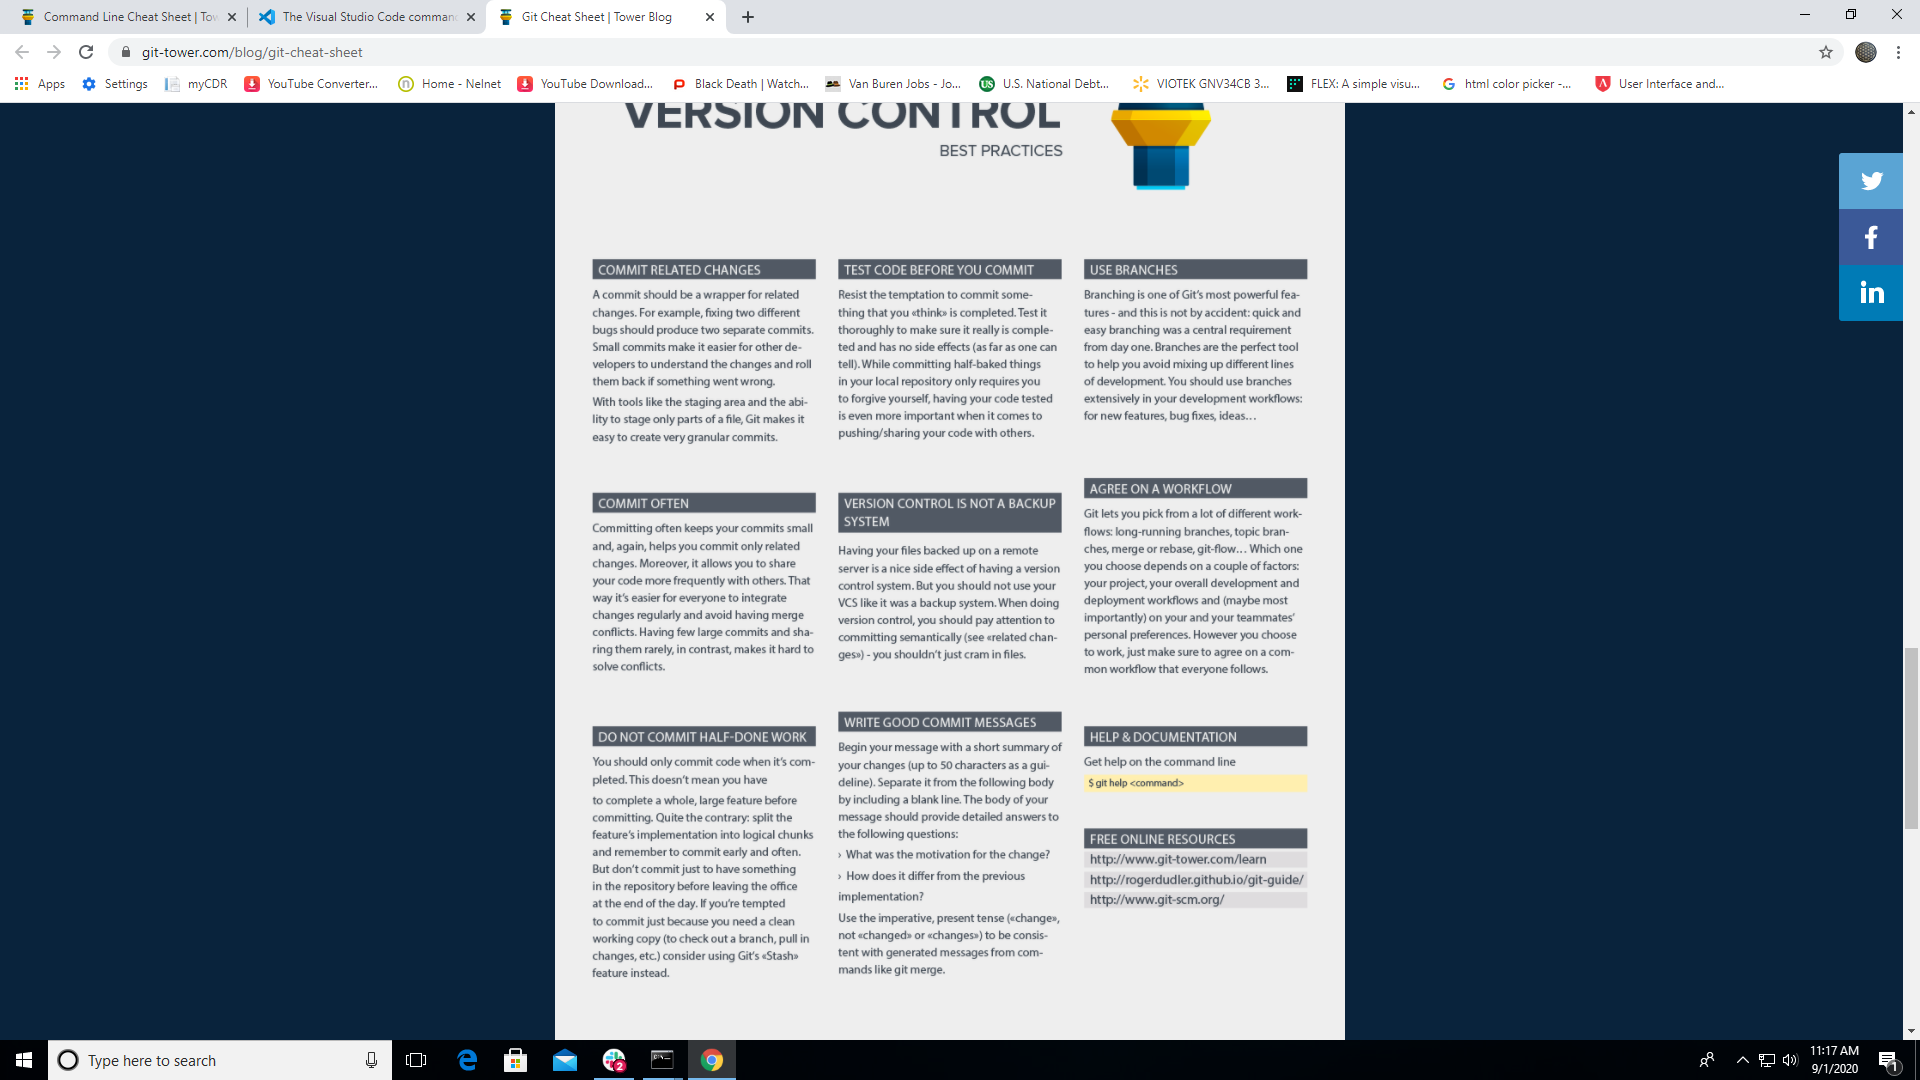 Command Line Cheat Sheet | Tow
The Visual Studio Code comman
Git Cheat Sheet | Tower Blog
git-tower.com/blog/git-cheat-sheet
Apps
Settings
myCDR
YouTube Converter...
Home - Nelnet
YouTube Download...
Black Death | Watch...
Van Buren Jobs - Jo...
U.S. National Debt...
VIOTEK GNV34CB 3...
FLEX: A simple visu...
html color picker -...
User Interface and...
VERSION CONTROL
BEST PRACTICES
COMMIT RELATED CHANGES
A commit should be a wrapper for related
changes. For example, fixing two different
bugs should produce two separate commits.
Small commits make it easier for other de-
velopers to understand the changes and roll
them back if something went wrong.
With tools like the staging area and the abi-
lity to stage only parts of a file, Git makes it
easy to create very granular commits.
COMMIT OFTEN
Committing often keeps your commits small
and, again, helps you commit only related
changes. Moreover, it allows you to share
your code more frequently with others. That
way it's easier for everyone to integrate
changes regularly and avoid having merge
conflicts. Having few large commits and sha-
ring them rarely, in contrast, makes it hard to
solve conflicts.
DO NOT COMMIT HALF-DONE WORK
You should only commit code when it's com-
pleted. This doesn't mean you have
to complete a whole, large feature before
committing. Quite the contrary: split the
feature's implementation into logical chunks
and remember to commit early and often.
But don't commit just to have something
in the repository before leaving the office
at the end of the day. If you're tempted
to commit just because you need a clean
working copy (to check out a branch, pull in
changes, etc.) consider using Git's «Stash»
feature instead.
TEST CODE BEFORE YOU COMMIT
Resist the temptation to commit some-
thing that you «think» is completed. Test it
thoroughly to make sure it really is comple-
ted and has no side effects (as far as one can
tell). While committing half-baked things
in your local repository only requires you
to forgive yourself, having your code tested
is even more important when it comes to
pushing/sharing your code with others.
VERSION CONTROL IS NOT A BACKUP
SYSTEM
Having your files backed up on a remote
server is a nice side effect of having a version
control system. But you should not use your
VCS like it was a backup system. When doing
version control, you should pay attention to
committing semantically (see «related chan-
ges») - you shouldn't just cram in files.
WRITE GOOD COMMIT MESSAGES
Begin your message with a short summary of
your changes (up to 50 characters as a gui-
deline). Separate it from the following body
by including a blank line. The body of your
message should provide detailed answers to
the following questions:
› What was the motivation for the change?
› How does it differ from the previous
implementation?
Use the imperative, present tense («change»,
not «changed» or «changes») to be consis-
tent with generated messages from com-
mands like git merge.
USE BRANCHES
Branching is one of Git's most powerful fea-
tures - and this is not by accident: quick and
easy branching was a central requirement
from day one. Branches are the perfect tool
to help you avoid mixing up different lines
of development. You should use branches
extensively in your development workflows:
for new features, bug fixes, ideas…
AGREE ON A WORKFLOW
Git lets you pick from a lot of different work-
flows: long-running branches, topic bran-
ches, merge or rebase, git-flow… Which one
you choose depends on a couple of factors:
your project, your overall development and
deployment workflows and (maybe most
importantly) on your and your teammates'
personal preferences. However you choose
to work, just make sure to agree on a com-
mon workflow that everyone follows.
HELP & DOCUMENTATION
Get help on the command line
$ git help <command>
FREE ONLINE RESOURCES
http://www.git-tower.com/learn
http://rogerdudler.github.io/git-guide/
http://www.git-scm.org/
Type here to search
2
11:17 AM
9/1/2020
1